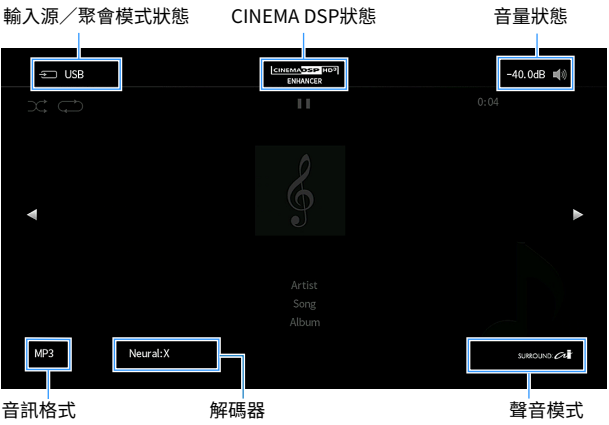 輸入源／聚會模式狀態 CINEMA DSP狀態 音量狀態
USB CINEMA DSP HD³ -40.0dB
ENHANCER
0:04
Artist
Song
Album
MP3 Neural:X SURROUND:AI
音訊格式 解碼器 聲音模式